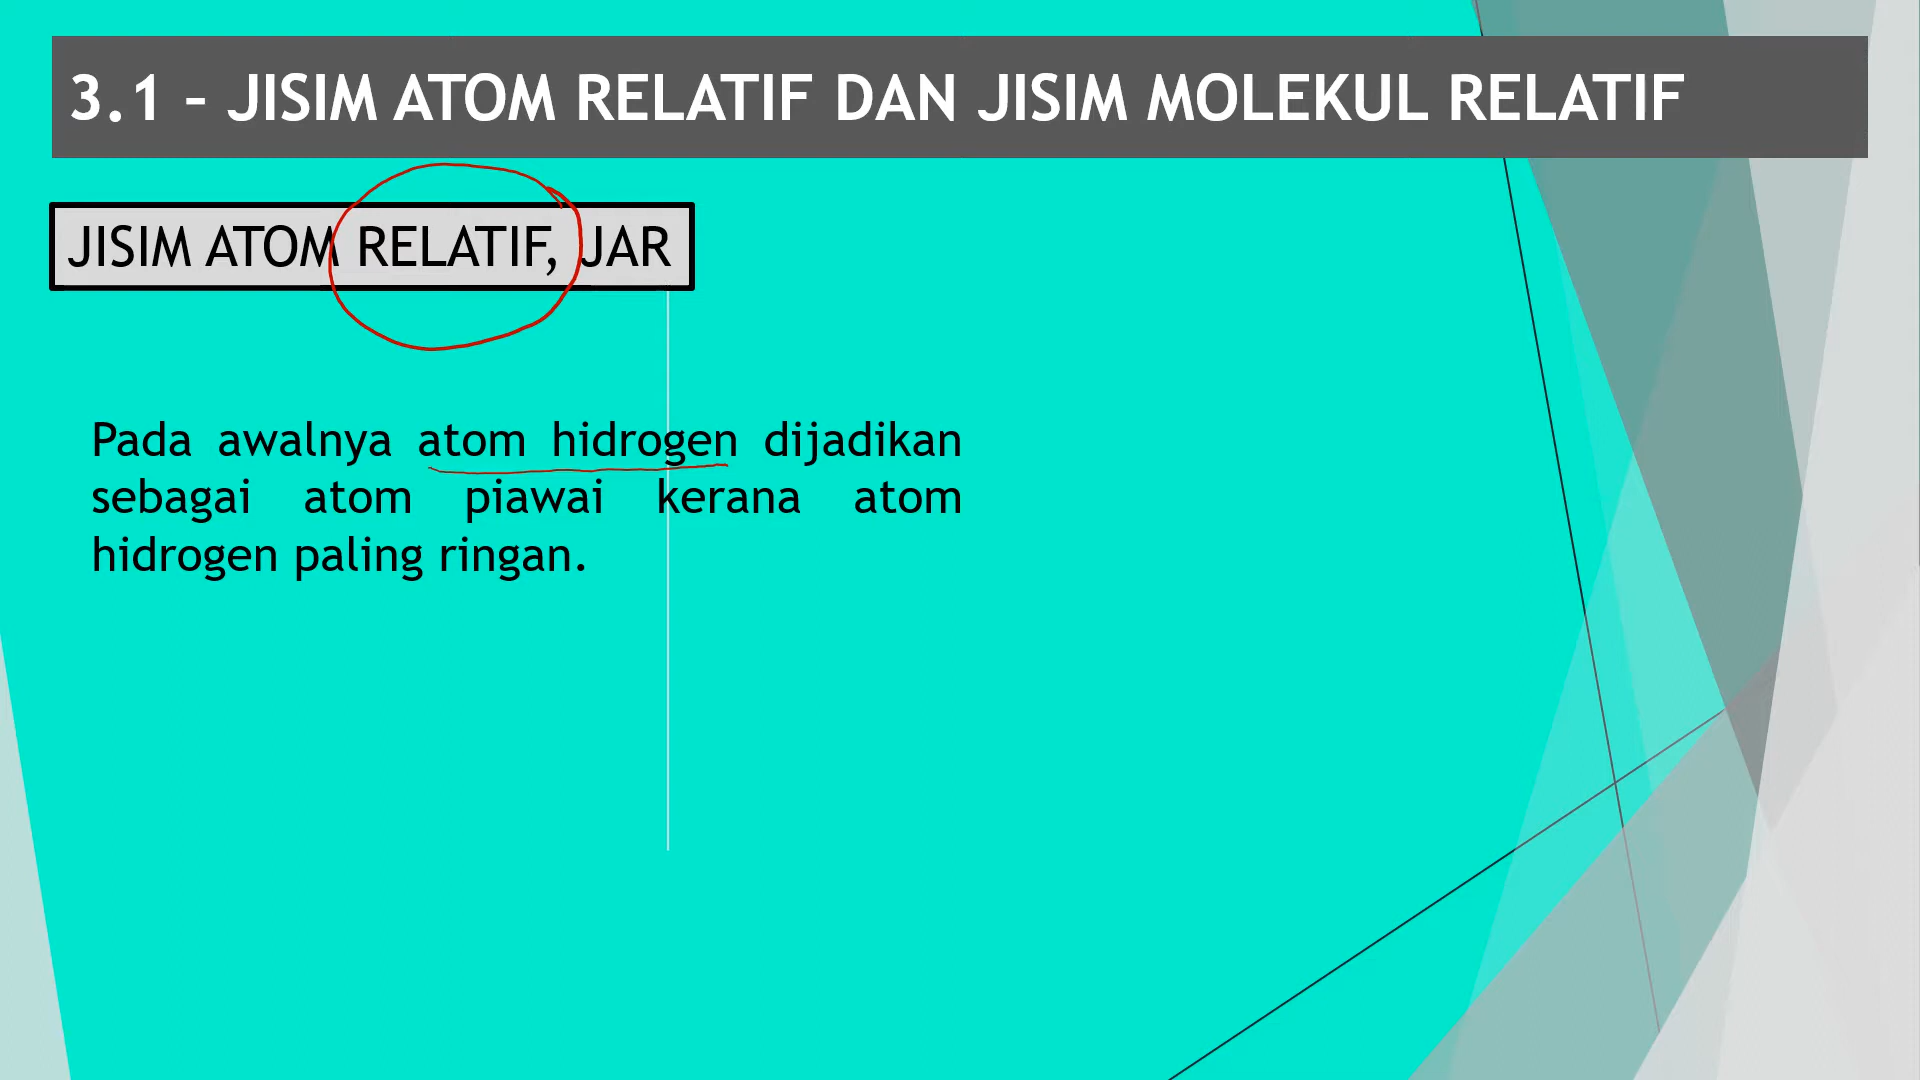 3.1 – JISIM ATOM RELATIF DAN JISIM MOLEKUL RELATIF
JISIM ATOM RELATIF, JAR
Pada awalnya atom hidrogen dijadikan
sebagai atom piawai kerana atom
hidrogen paling ringan.